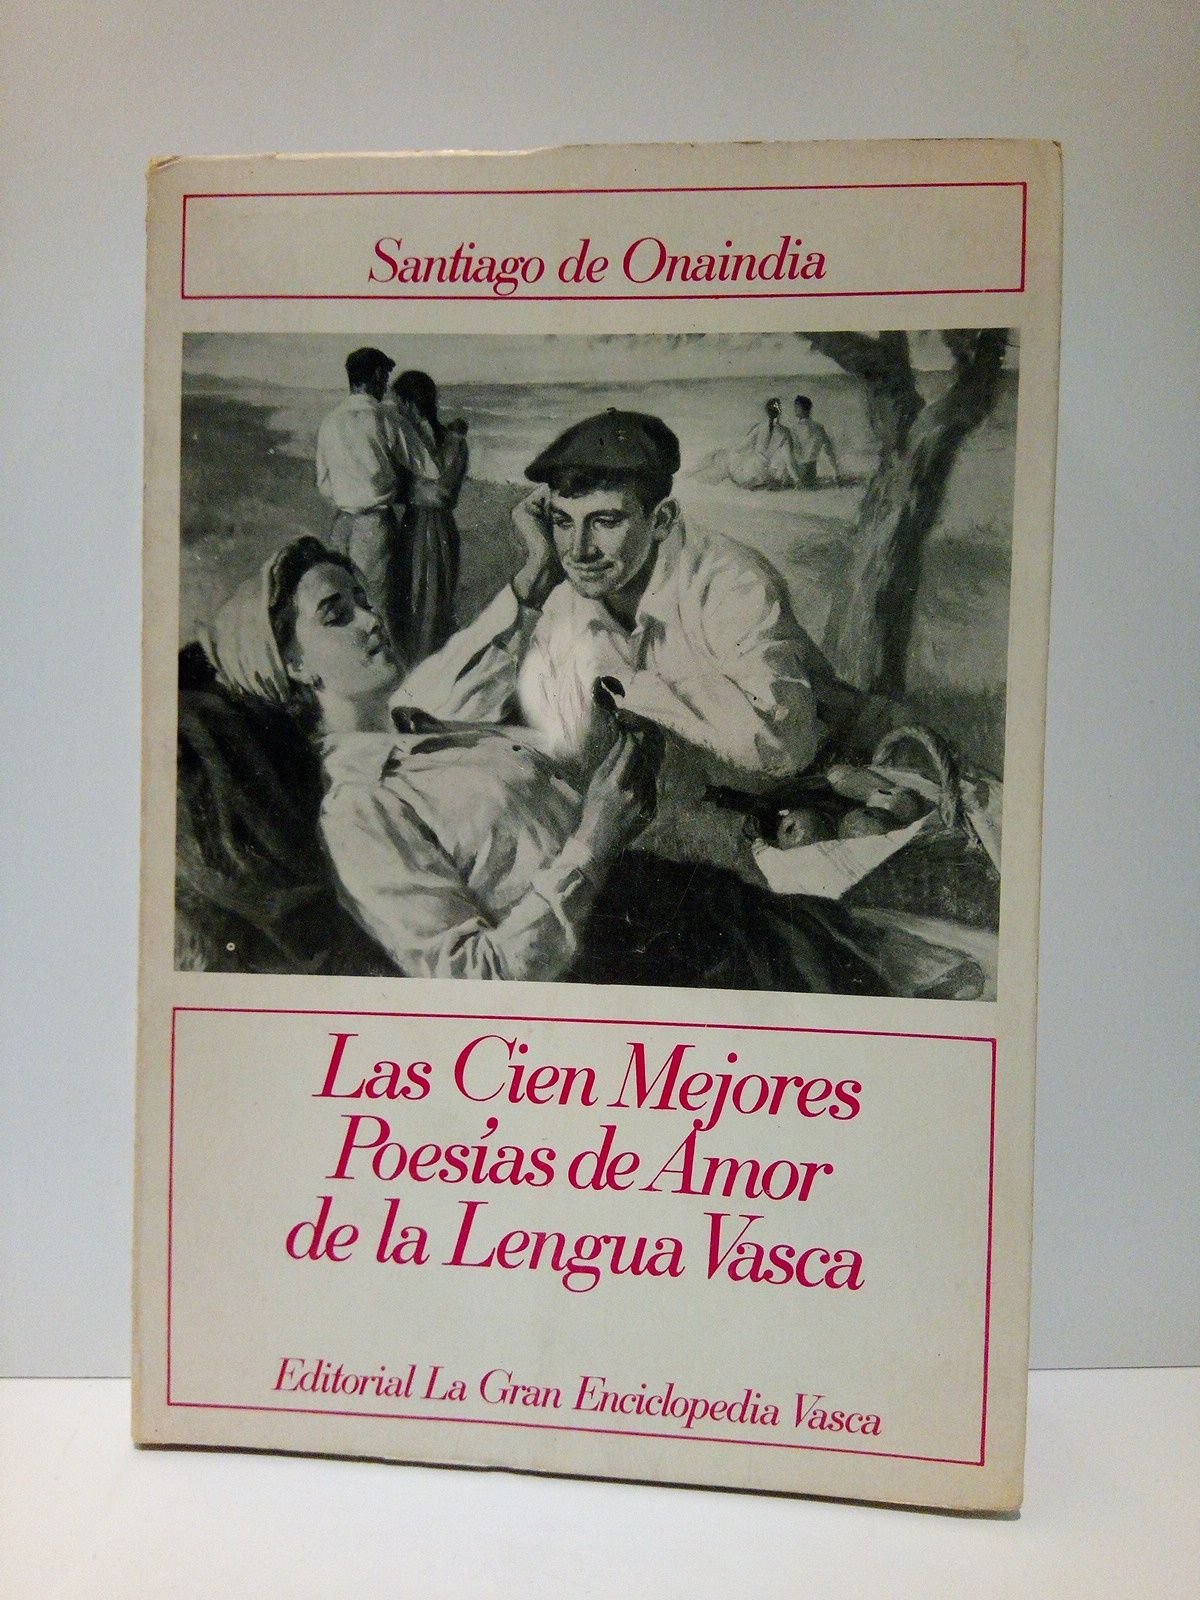 Santiago de Onaindia
Las Cien Mejores
Poesías de Amor
de la Lengua Vasca
Editorial La Gran Enciclopedia Vasca